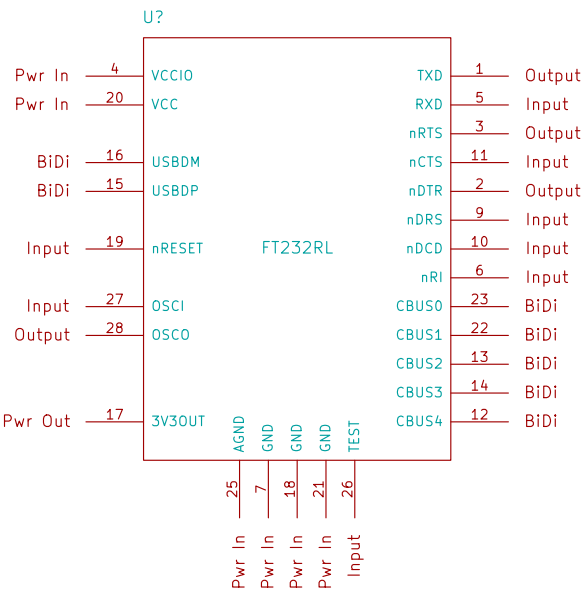 U?
Pwr In 4 VCCIO TXD 1 Output
Pwr In 20 VCC RXD 5 Input
nRTS 3 Output
BiDi 16 USBDM nCTS 11 Input
BiDi 15 USBDP nDTR 2 Output
nDRS 9 Input
Input 19 nRESET FT232RL nDCD 10 Input
nRI 6 Input
Input 27 OSCI CBUS0 23 BiDi
Output 28 OSCO CBUS1 22 BiDi
CBUS2 13 BiDi
CBUS3 14 BiDi
Pwr Out 17 3V3OUT CBUS4 12 BiDi
AGND 25 Pwr In
GND 7 Pwr In
GND 18 Pwr In
GND 21 Pwr In
TEST 26 Input